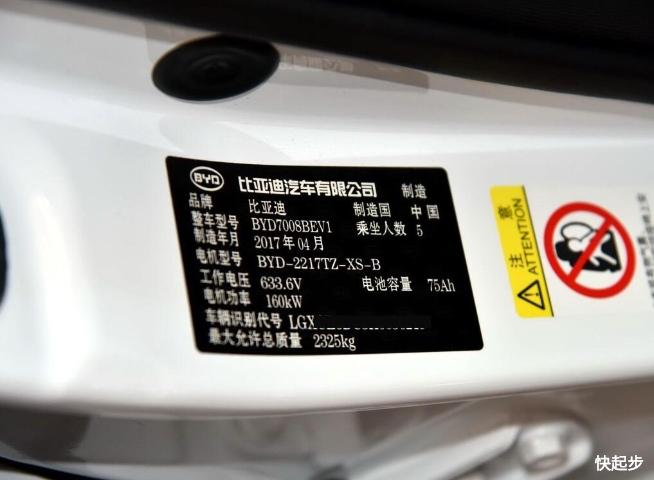 BYD 比亚迪汽车有限公司 制造
品牌 比亚迪 制造国 中国
整车型号 BYD7008BEV1 乘坐人数 5
制造年月 2017年04月
电机型号 BYD-2217TZ-XS-B
工作电压 633.6V 电池容量 75Ah
电机功率 160kW
车辆识别代号 LGX
最大允许总质量 2325kg
注意
ATTENTION
快起步